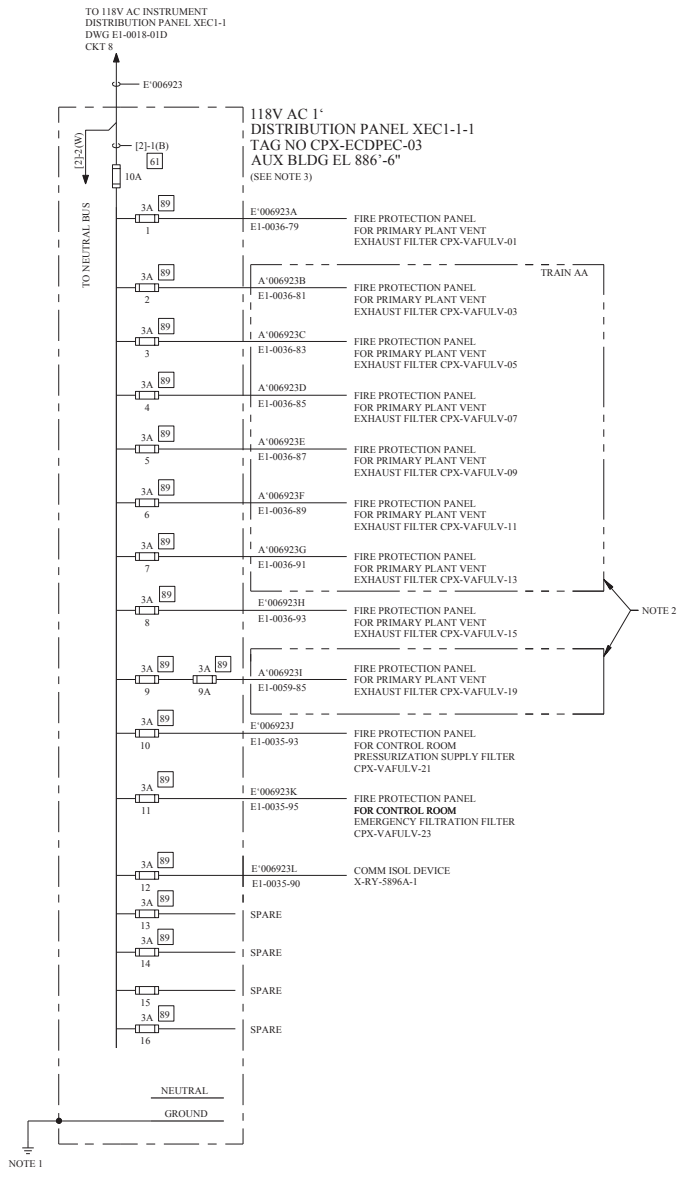 TO 118V AC INSTRUMENT
DISTRIBUTION PANEL XEC1-1
DWG E1-0018-01D
CKT 8
E'006923
118V AC 1‘
DISTRIBUTION PANEL XEC1-1-1
TAG NO CPX-ECDPEC-03
AUX BLDG EL 886'-6"
(SEE NOTE 3)
[2]-2(W)
[2]-1(B)
61
10A
TO NEUTRAL BUS
3A 89
1
E'006923A
E1-0036-79
FIRE PROTECTION PANEL
FOR PRIMARY PLANT VENT
EXHAUST FILTER CPX-VAFULV-01
TRAIN AA
3A 89
2
A‘006923B
E1-0036-81
FIRE PROTECTION PANEL
FOR PRIMARY PLANT VENT
EXHAUST FILTER CPX-VAFULV-03
3A 89
3
A‘006923C
E1-0036-83
FIRE PROTECTION PANEL
FOR PRIMARY PLANT VENT
EXHAUST FILTER CPX-VAFULV-05
3A 89
4
A‘006923D
E1-0036-85
FIRE PROTECTION PANEL
FOR PRIMARY PLANT VENT
EXHAUST FILTER CPX-VAFULV-07
3A 89
5
A‘006923E
E1-0036-87
FIRE PROTECTION PANEL
FOR PRIMARY PLANT VENT
EXHAUST FILTER CPX-VAFULV-09
3A 89
6
A‘006923F
E1-0036-89
FIRE PROTECTION PANEL
FOR PRIMARY PLANT VENT
EXHAUST FILTER CPX-VAFULV-11
3A 89
7
A‘006923G
E1-0036-91
FIRE PROTECTION PANEL
FOR PRIMARY PLANT VENT
EXHAUST FILTER CPX-VAFULV-13
3A 89
8
E'006923H
E1-0036-93
FIRE PROTECTION PANEL
FOR PRIMARY PLANT VENT
EXHAUST FILTER CPX-VAFULV-15
NOTE 2
3A 89
9
3A 89
9A
A‘006923I
E1-0059-85
FIRE PROTECTION PANEL
FOR PRIMARY PLANT VENT
EXHAUST FILTER CPX-VAFULV-19
3A 89
10
E'006923J
E1-0035-93
FIRE PROTECTION PANEL
FOR CONTROL ROOM
PRESSURIZATION SUPPLY FILTER
CPX-VAFULV-21
3A 89
11
E'006923K
E1-0035-95
FIRE PROTECTION PANEL
FOR CONTROL ROOM
EMERGENCY FILTRATION FILTER
CPX-VAFULV-23
3A 89
12
E‘006923L
E1-0035-90
COMM ISOL DEVICE
X-RY-5896A-1
3A 89
13
SPARE
3A 89
14
SPARE
15
SPARE
3A 89
16
SPARE
NEUTRAL
GROUND
NOTE 1